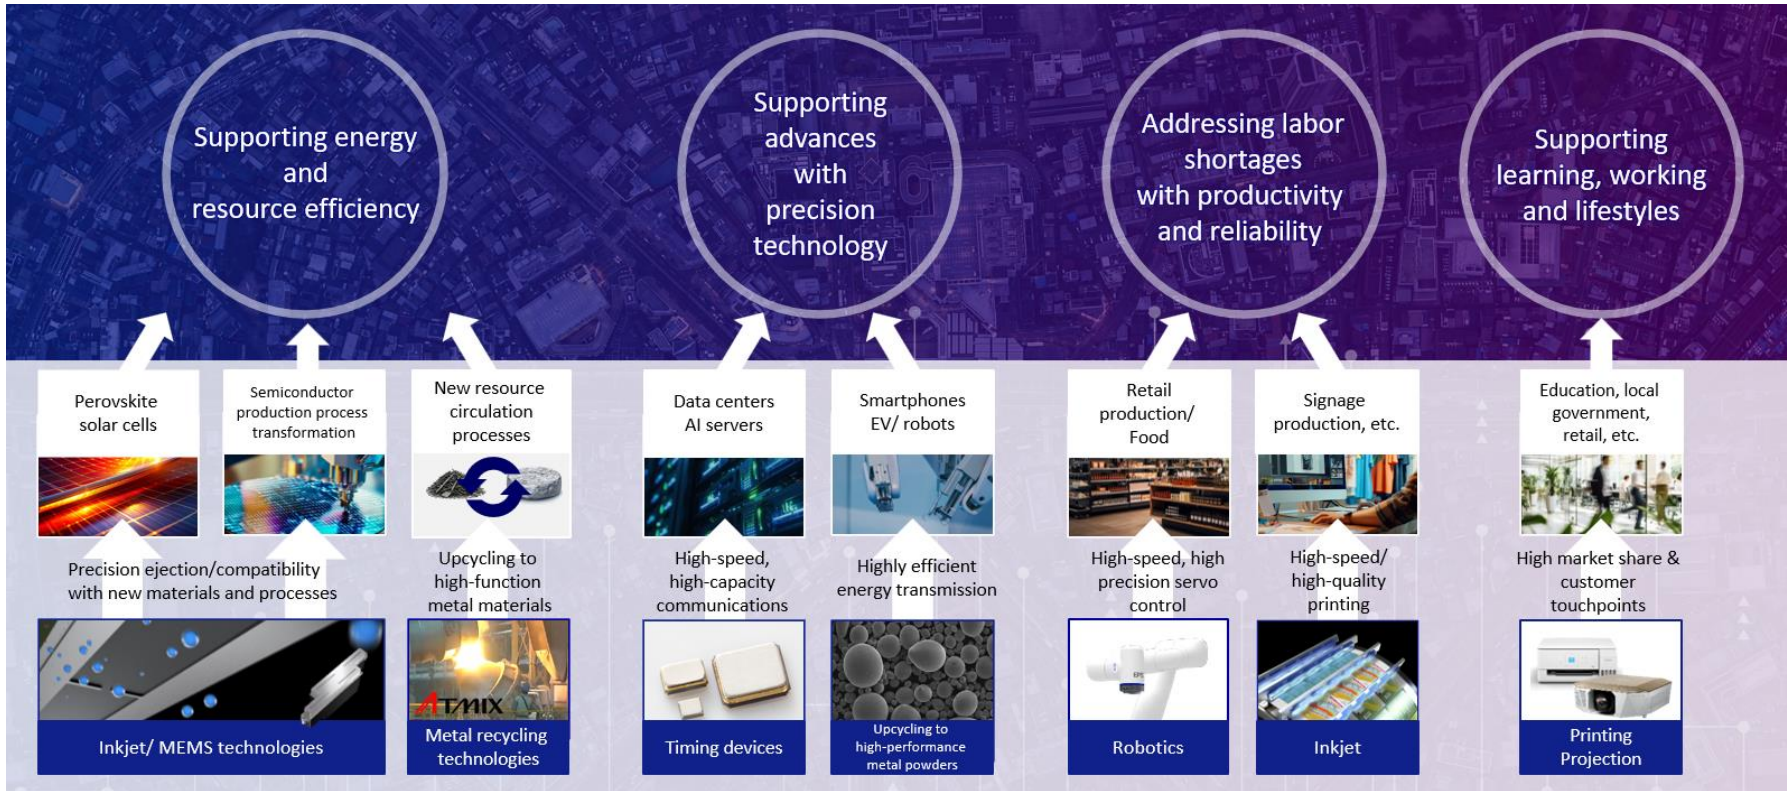 Supporting energy
and
resource efficiency
Supporting
advances
with
precision
technology
Addressing labor
shortages
with productivity
and reliability
Supporting
learning, working
and lifestyles
Perovskite
solar cells
Semiconductor
production process
transformation
New resource
circulation
processes
Data centers
AI servers
Smartphones
EV/ robots
Retail
production/
Food
Signage
production, etc.
Education, local
government,
retail, etc.
Precision ejection/compatibility
with new materials and processes
Upcycling to
high-function
metal materials
High-speed,
high-capacity
communications
Highly efficient
energy transmission
High-speed, high
precision servo
control
High-speed/
high-quality
printing
High market share &
customer
touchpoints
ATMIX
Inkjet/ MEMS technologies
Metal recycling
technologies
Timing devices
Upcycling to
high-performance
metal powders
Robotics
Inkjet
Printing
Projection